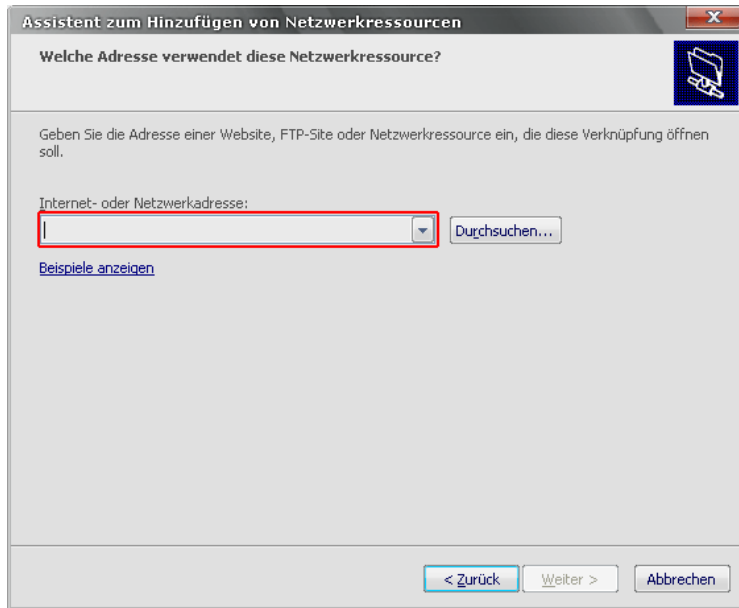 Assistent zum Hinzufügen von Netzwerkressourcen
Welche Adresse verwendet diese Netzwerkressource?
Geben Sie die Adresse einer Website, FTP-Site oder Netzwerkressource ein, die diese Verknüpfung öffnen
soll.
Internet- oder Netzwerkadresse:
Durchsuchen...
Beispiele anzeigen
< Zurück Weiter > Abbrechen